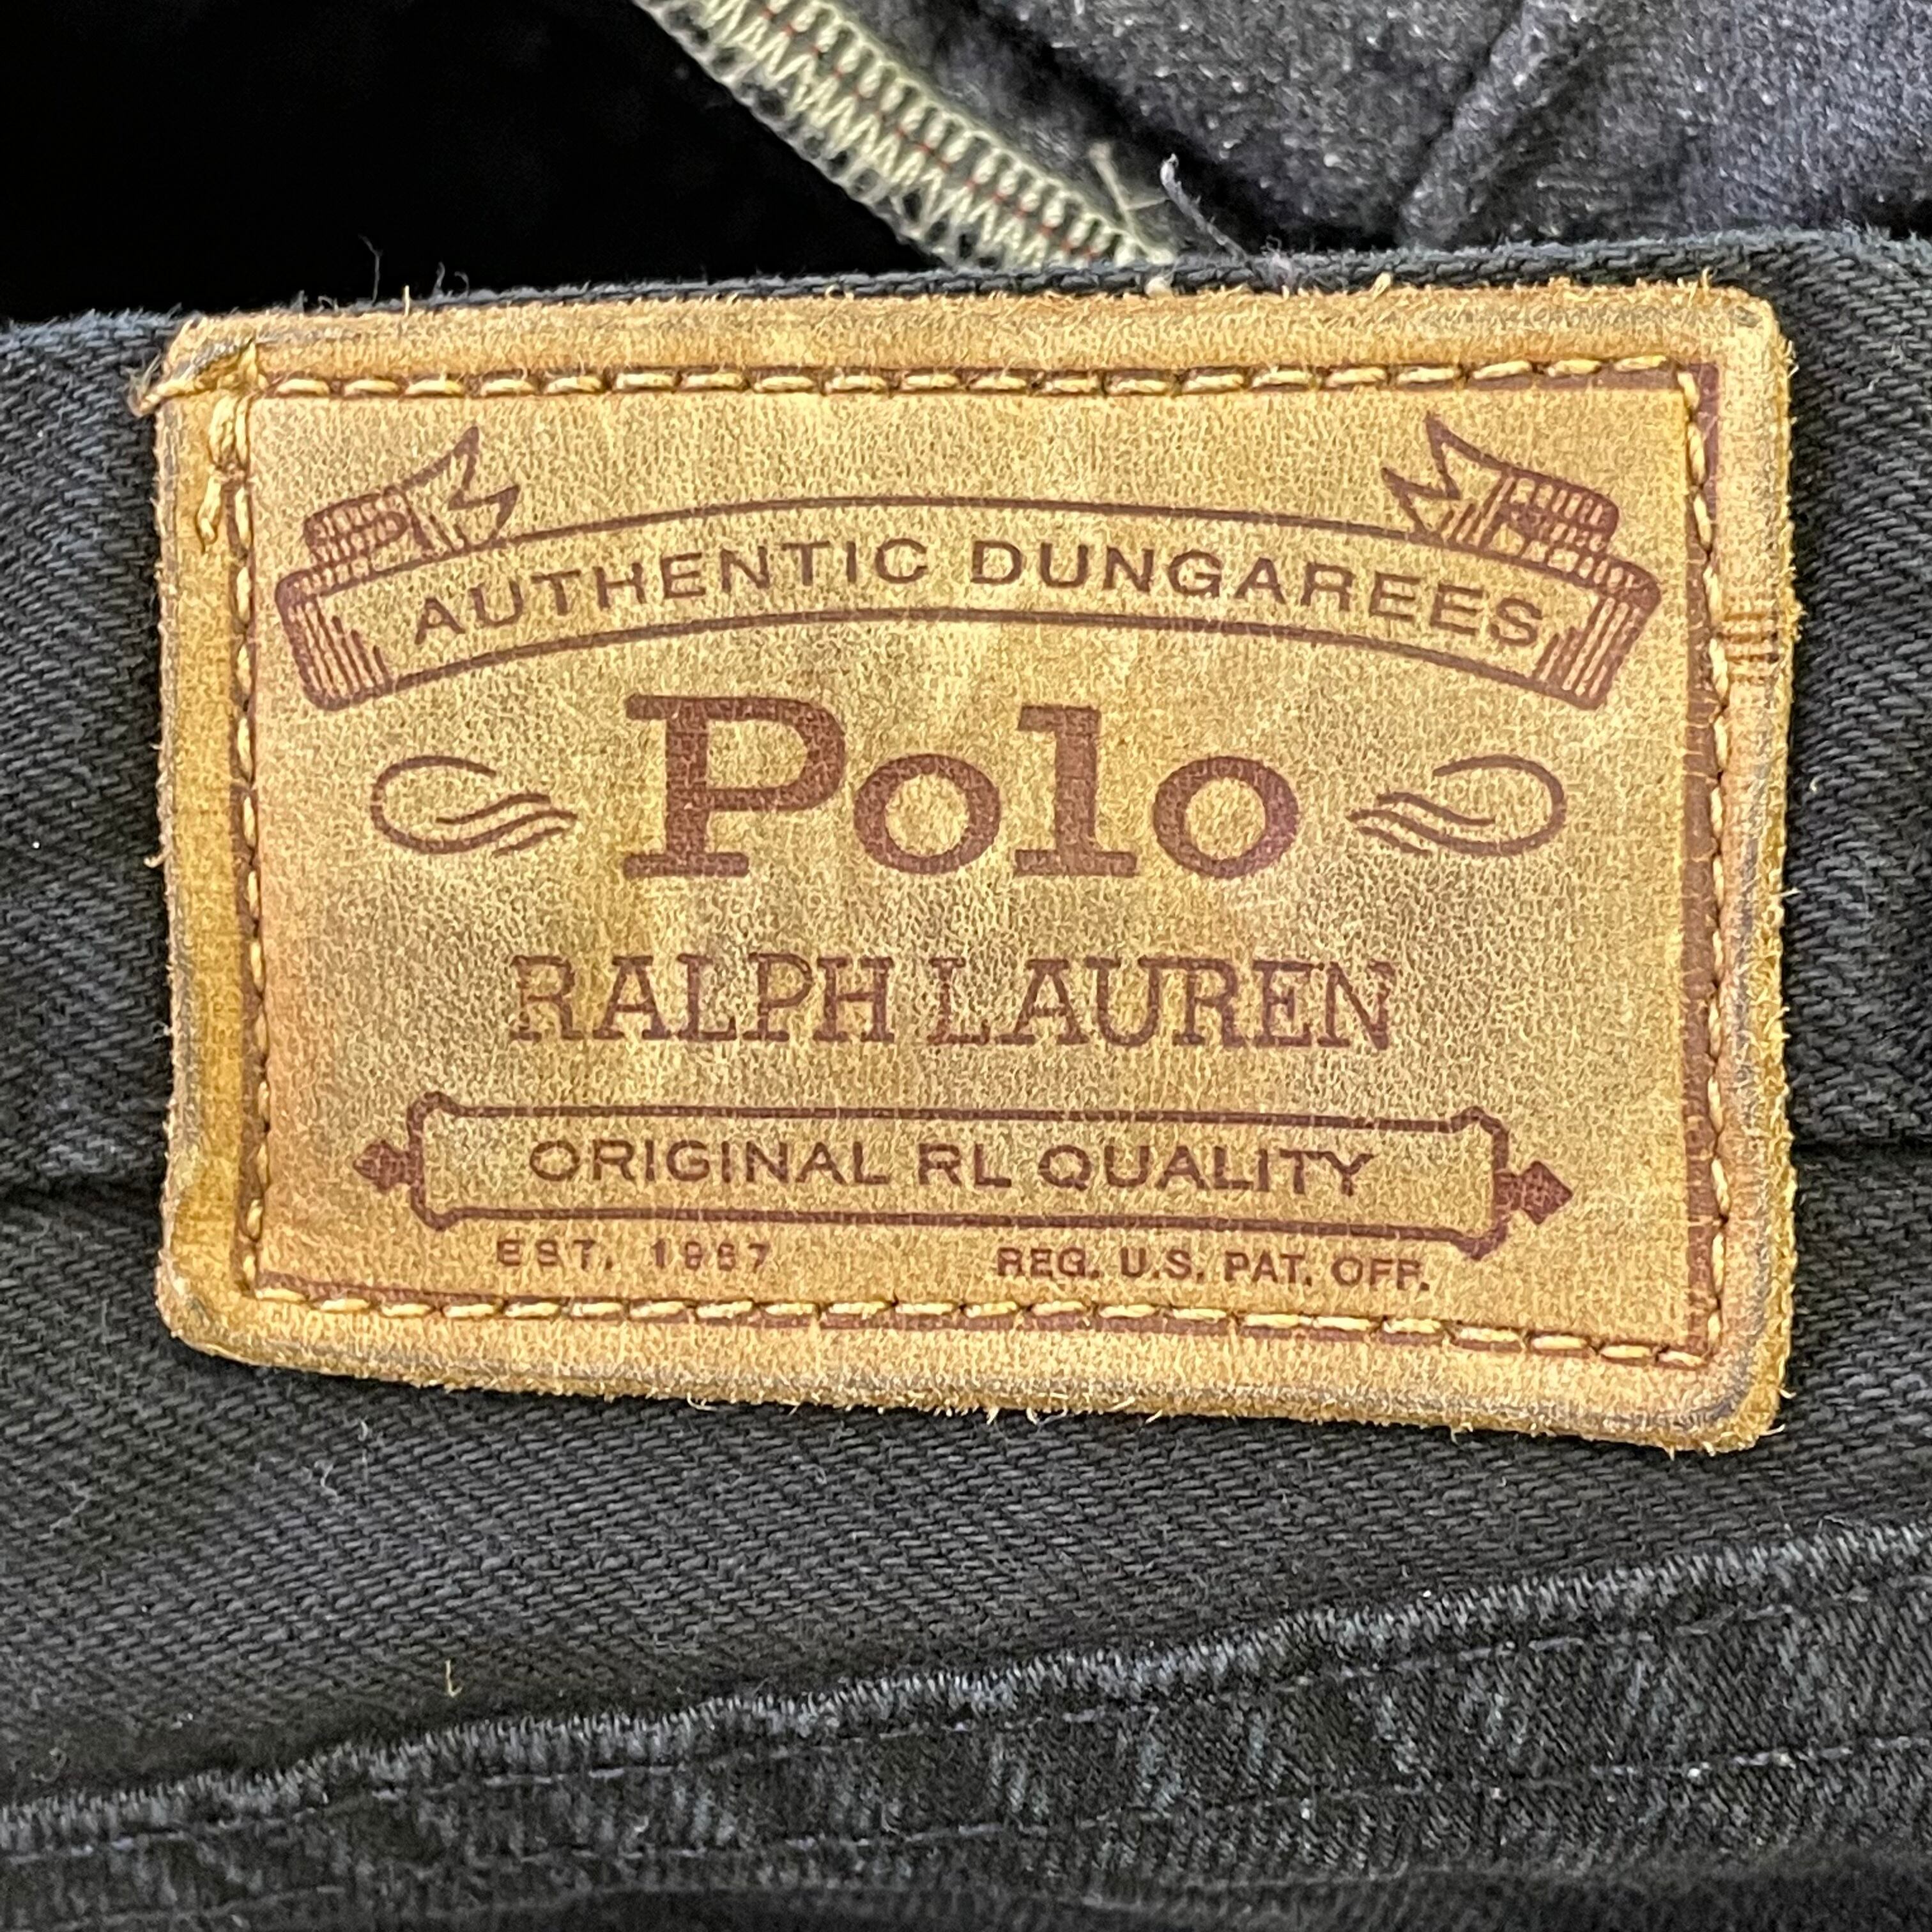 AUTHENTIC DUNGAREES
Polo
RALPH LAUREN
ORIGINAL RL QUALITY
EST. 1967 REG. U.S. PAT. OFF.